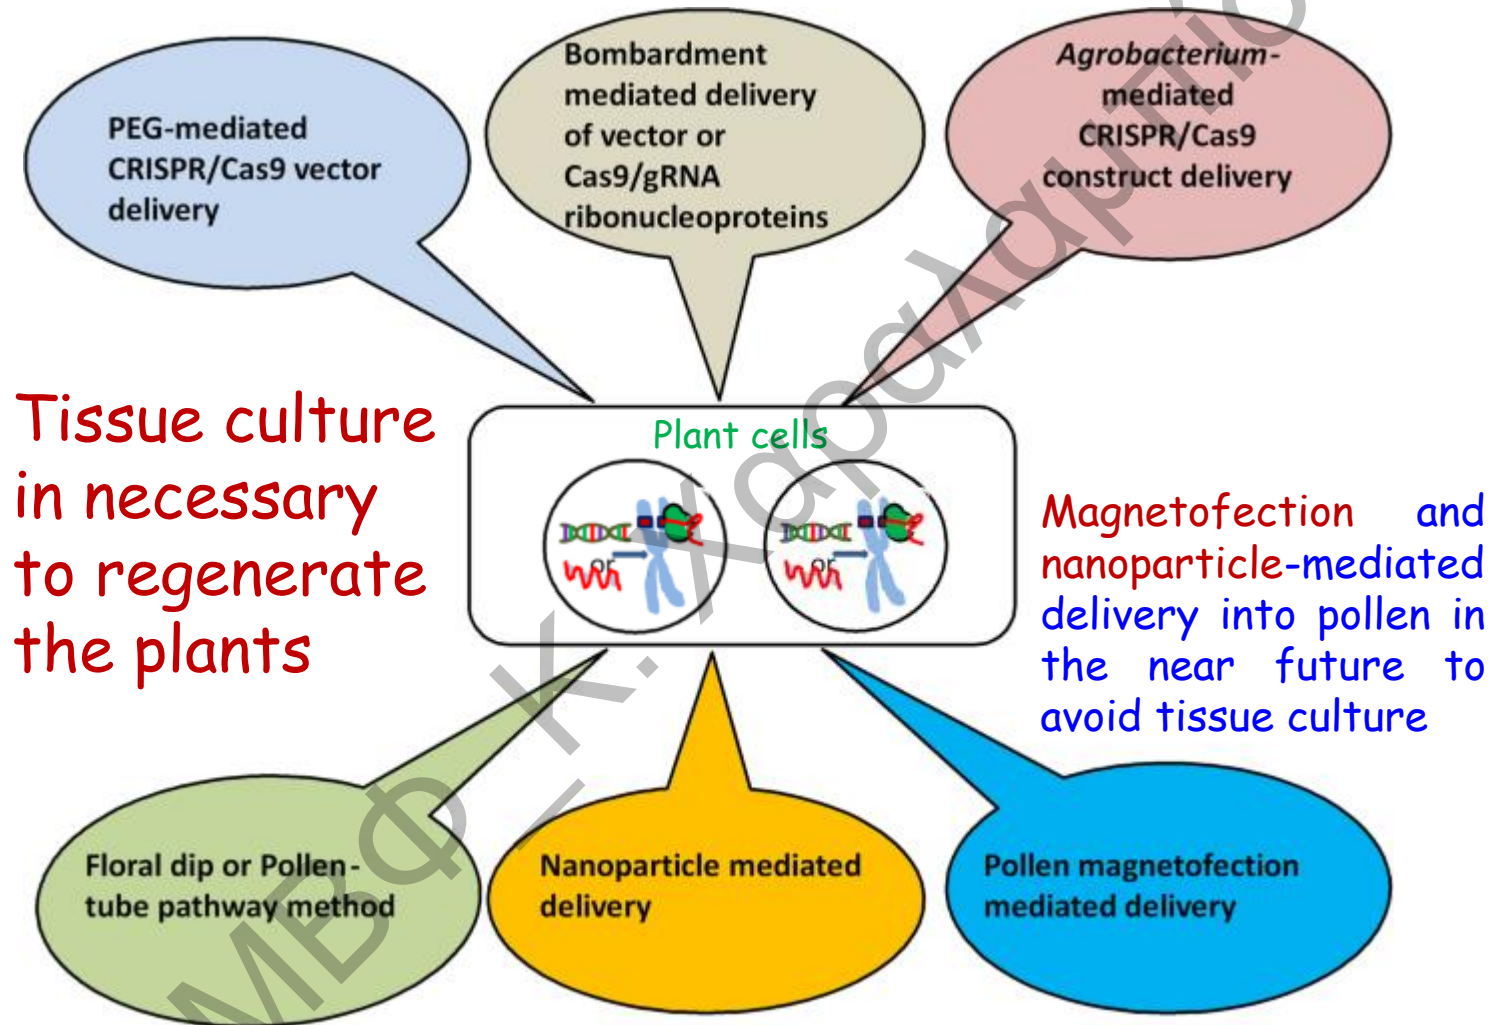 PEG-mediated
CRISPR/Cas9 vector
delivery
Bombardment
mediated delivery
of vector or
Cas9/gRNA
ribonucleoproteins
Agrobacterium-
mediated
CRISPR/Cas9
construct delivery
Tissue culture
in necessary
to regenerate
the plants
Plant cells
or
or
Magnetofection and
nanoparticle-mediated
delivery into pollen in
the near future to
avoid tissue culture
Floral dip or Pollen-
tube pathway method
Nanoparticle mediated
delivery
Pollen magnetofection
mediated delivery
ΜΒΦ_Κ.